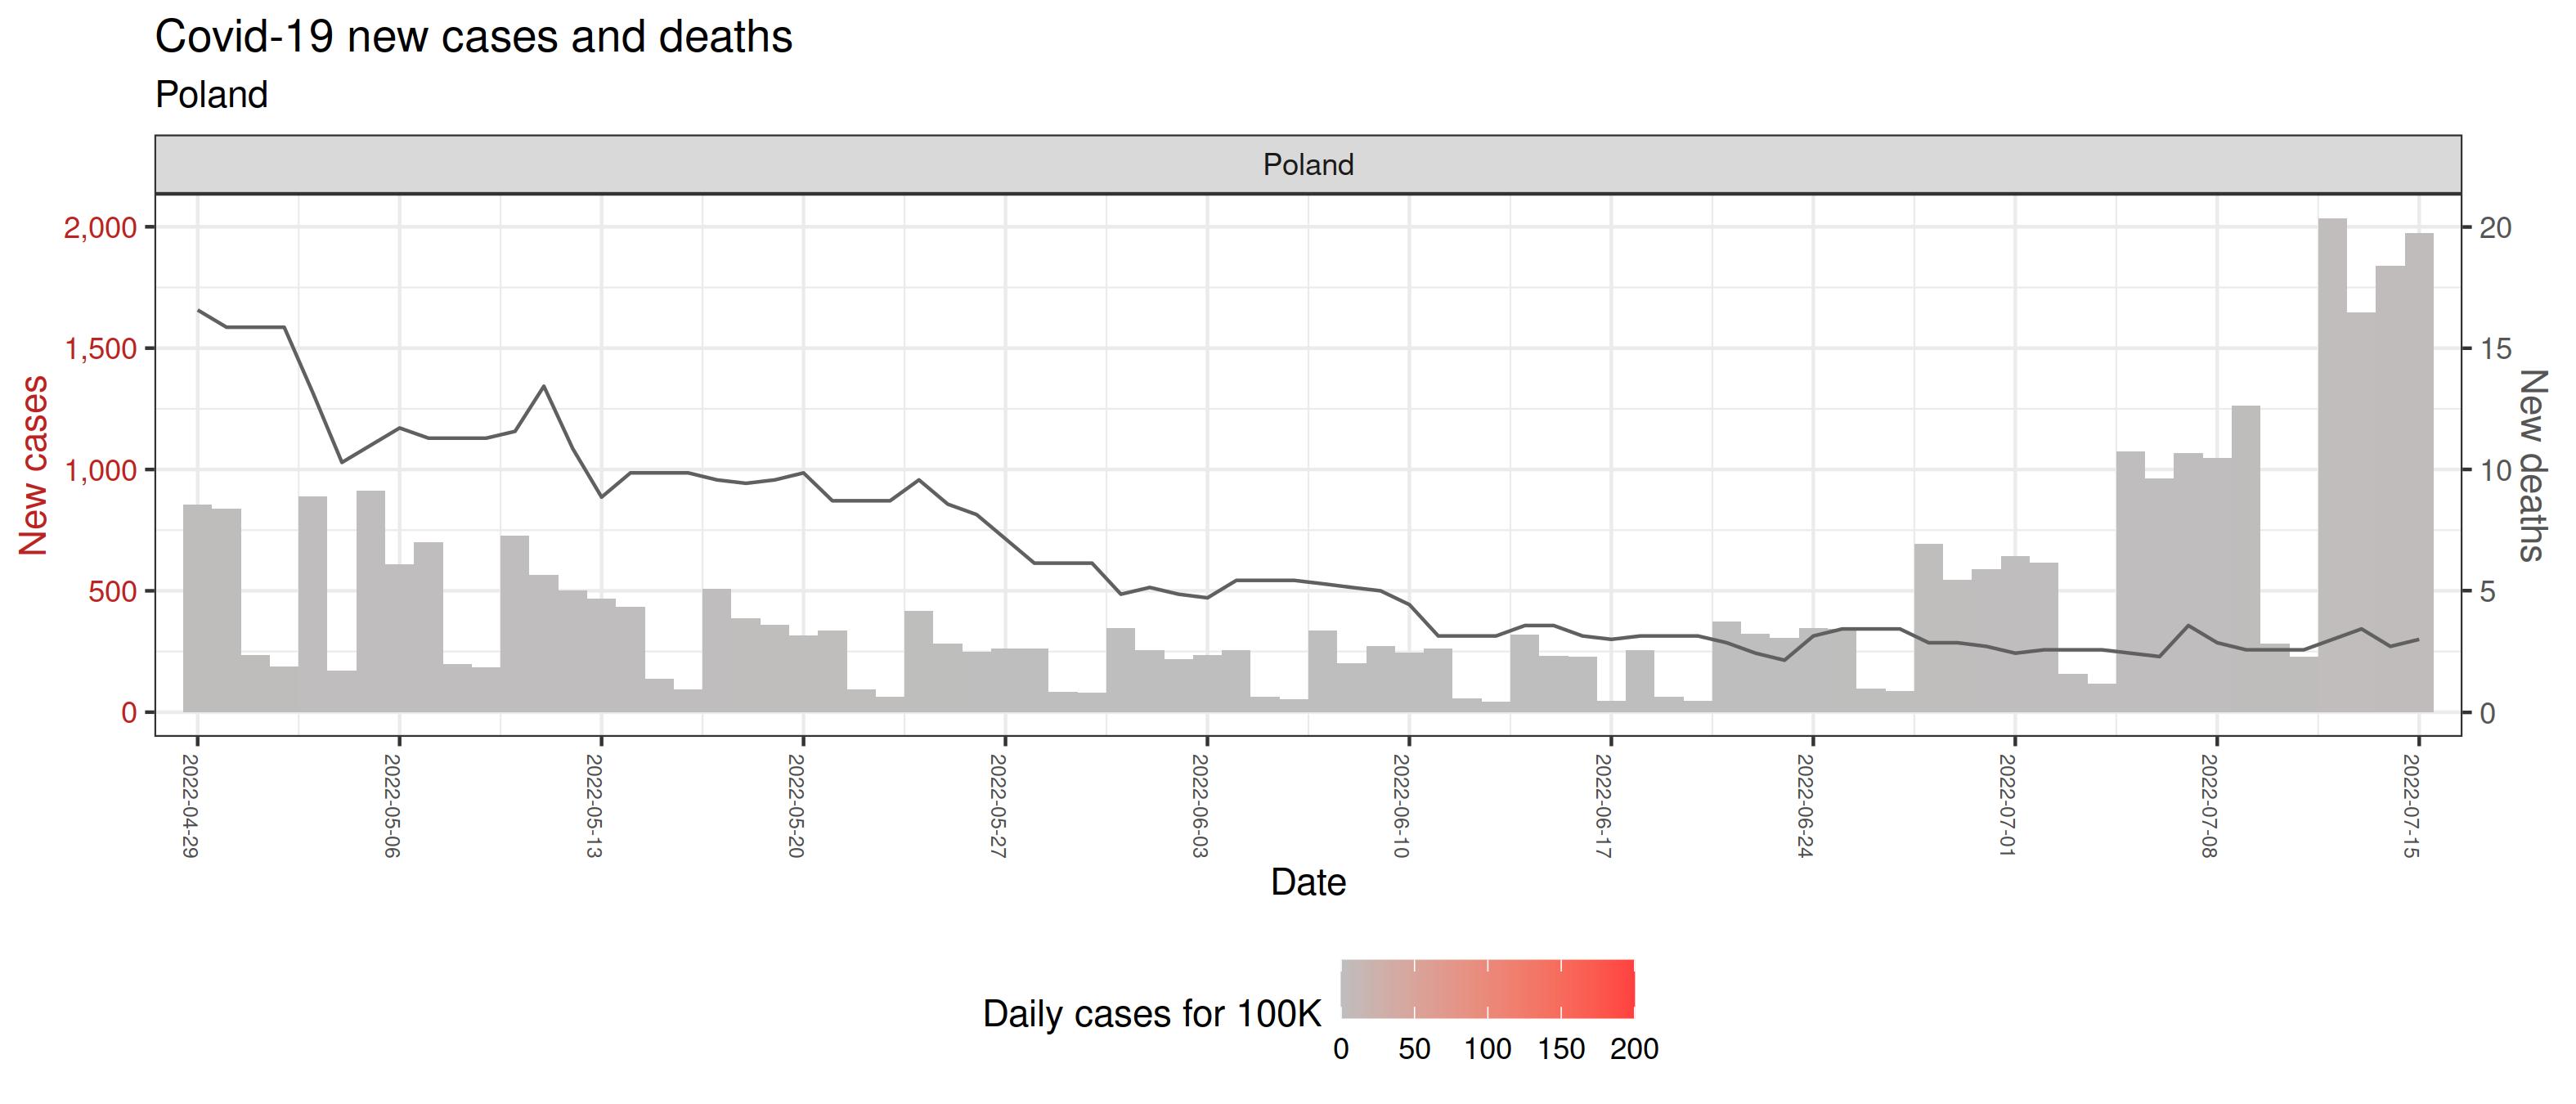 Covid-19 new cases and deaths
Poland
Poland
2,000
1,500
1,000
500
0
New cases
20
15
10
5
0
New deaths
2022-04-29
2022-05-06
2022-05-13
2022-05-20
2022-05-27
2022-06-03
2022-06-10
2022-06-17
2022-06-24
2022-07-01
2022-07-08
2022-07-15
Date
Daily cases for 100K
0 50 100 150 200